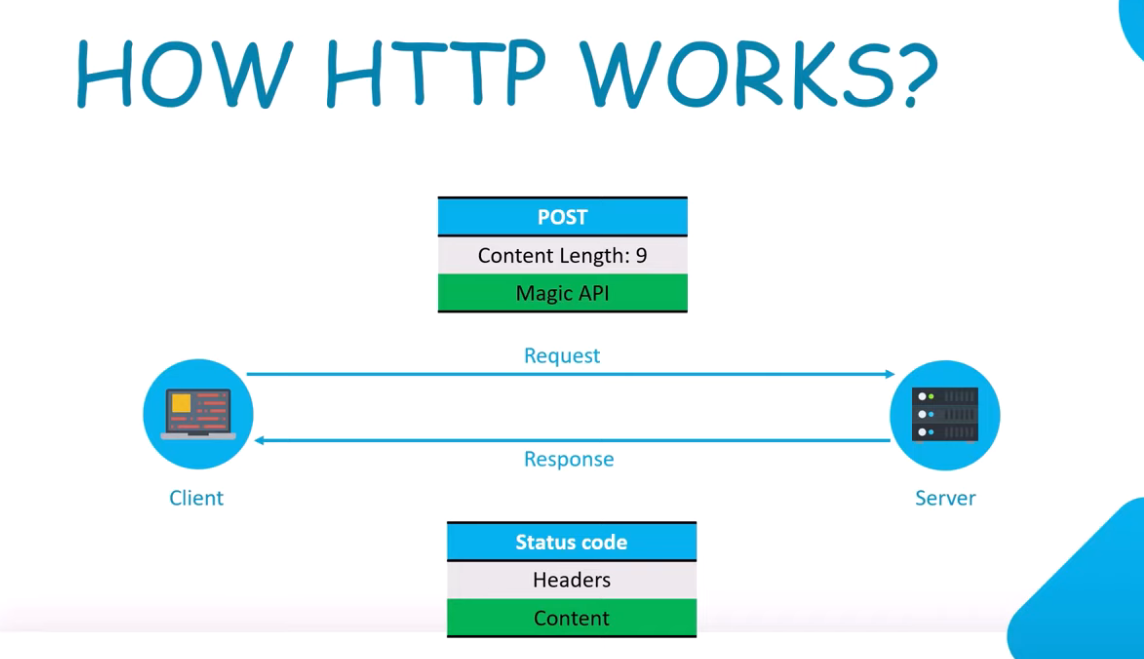 HOW HTTP WORKS?
POST
Content Length: 9
Magic API
Request
Response
Client
Server
Status code
Headers
Content